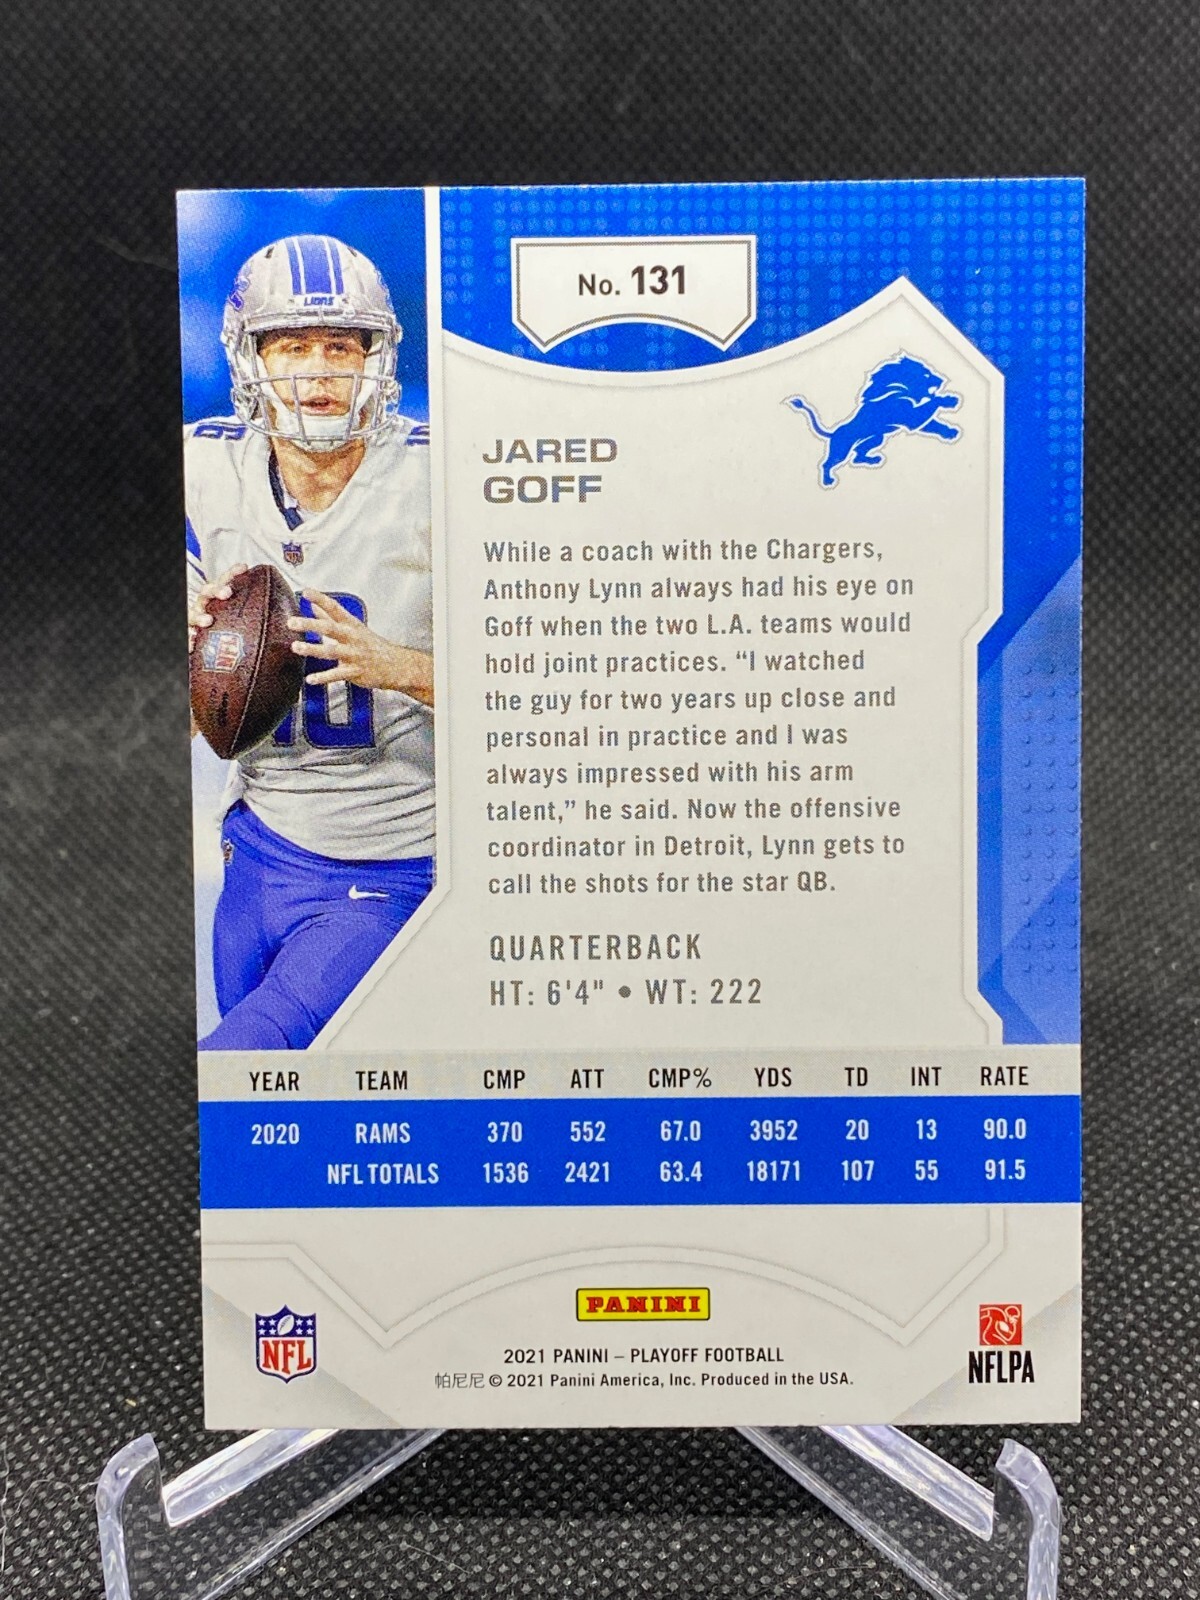 No. 131
LIONS
JARED
GOFF
While a coach with the Chargers,
Anthony Lynn always had his eye on
Goff when the two L.A. teams would
hold joint practices. “I watched
the guy for two years up close and
personal in practice and I was
always impressed with his arm
talent,” he said. Now the offensive
coordinator in Detroit, Lynn gets to
call the shots for the star QB.
QUARTERBACK
HT: 6'4" • WT: 222
YEAR TEAM CMP ATT CMP% YDS TD INT RATE
2020 RAMS 370 552 67.0 3952 20 13 90.0
NFL TOTALS 1536 2421 63.4 18171 107 55 91.5
PANINI
NFL
NFLPA
2021 PANINI – PLAYOFF FOOTBALL
帕尼尼 © 2021 Panini America, Inc. Produced in the USA.
16
NFL